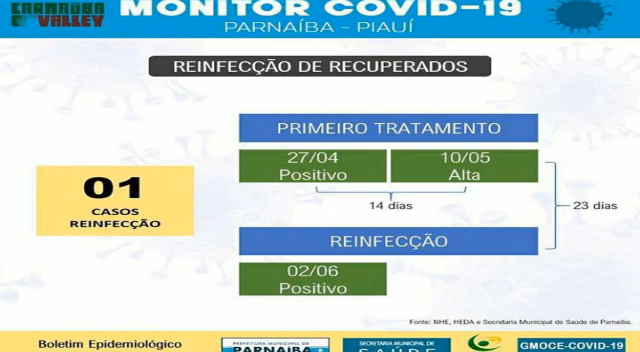 CARNAÚBA
VALLEY
MONITOR COVID-19
PARNAÍBA - PIAUÍ
REINFECÇÃO DE RECUPERADOS
PRIMEIRO TRATAMENTO
27/04
Positivo
10/05
Alta
14 dias
23 dias
01
CASOS
REINFECÇÃO
REINFECÇÃO
02/06
Positivo
Fonte: NHE, HEDA e Secretaria Municipal de Saúde de Parnaíba.
Boletim Epidemiológico
PREFEITURA MUNICIPAL DE
PARNAÍBA
SECRETARIA MUNICIPAL DE
SAÚDE
GMOCE-COVID-19